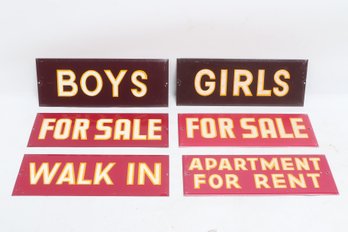 BOYS
GIRLS
FOR SALE
FOR SALE
WALK IN
APARTMENT
FOR RENT